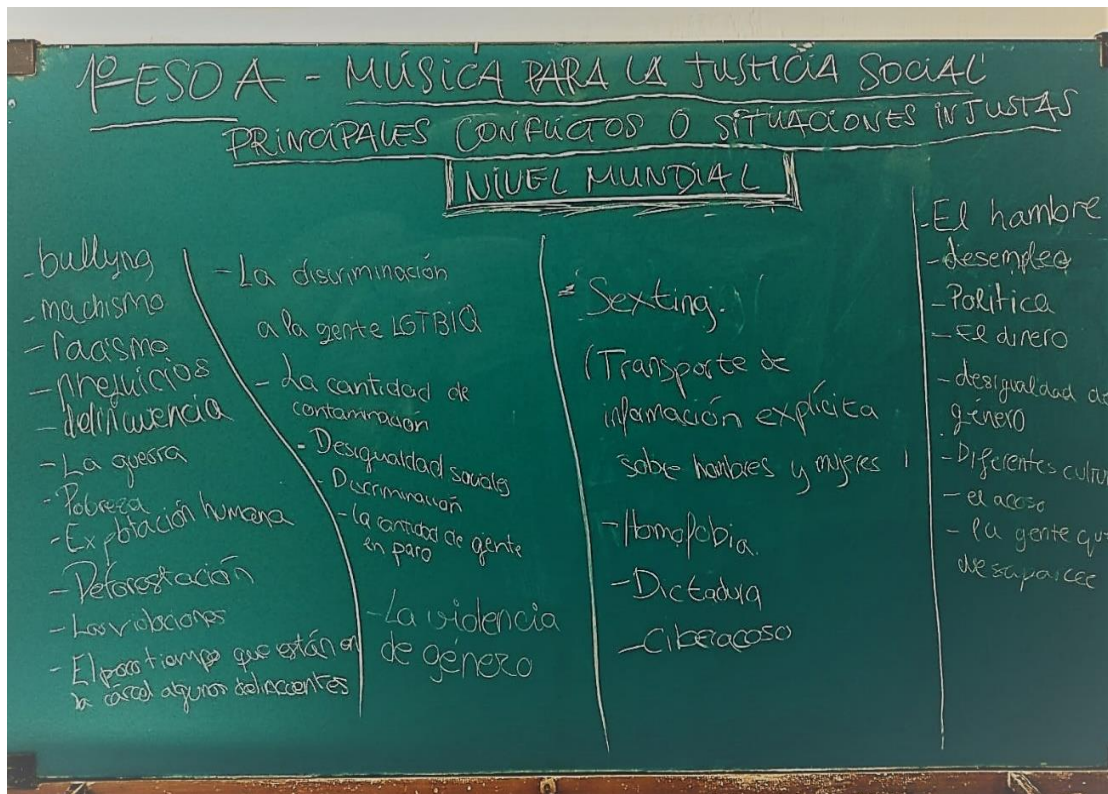 1º ESO A - MÚSICA PARA LA JUSTICIA SOCIAL
PRINCIPALES CONFLICTOS O SITUACIONES INJUSTAS
NIVEL MUNDIAL
- bullyng
- machismo
- racismo
- preguicios
- delincuencia
- La guerra
- Pobreza
- Explotación humana
- Deforestación
- Las violaciones
- El poco tiempo que están en
la cárcel algunos delincentes
- La discriminación
a la gente LGTBIQ
- La cantidad de
contaminación
- Desigualdad sociales
- Discriminación
- la cantidad de gente
en paro
- La violencia
de género
- Sexting.
(Transporte de
infamación explícita
sobre hombres y mujeres)
- Homofobia.
- Dictadura
- Ciberacoso
- El hambre
- desempleo
- Política
- El dinero
- desigualdad de
género
- Diferentes cultur
- el acoso
- la gente qu
desaparece